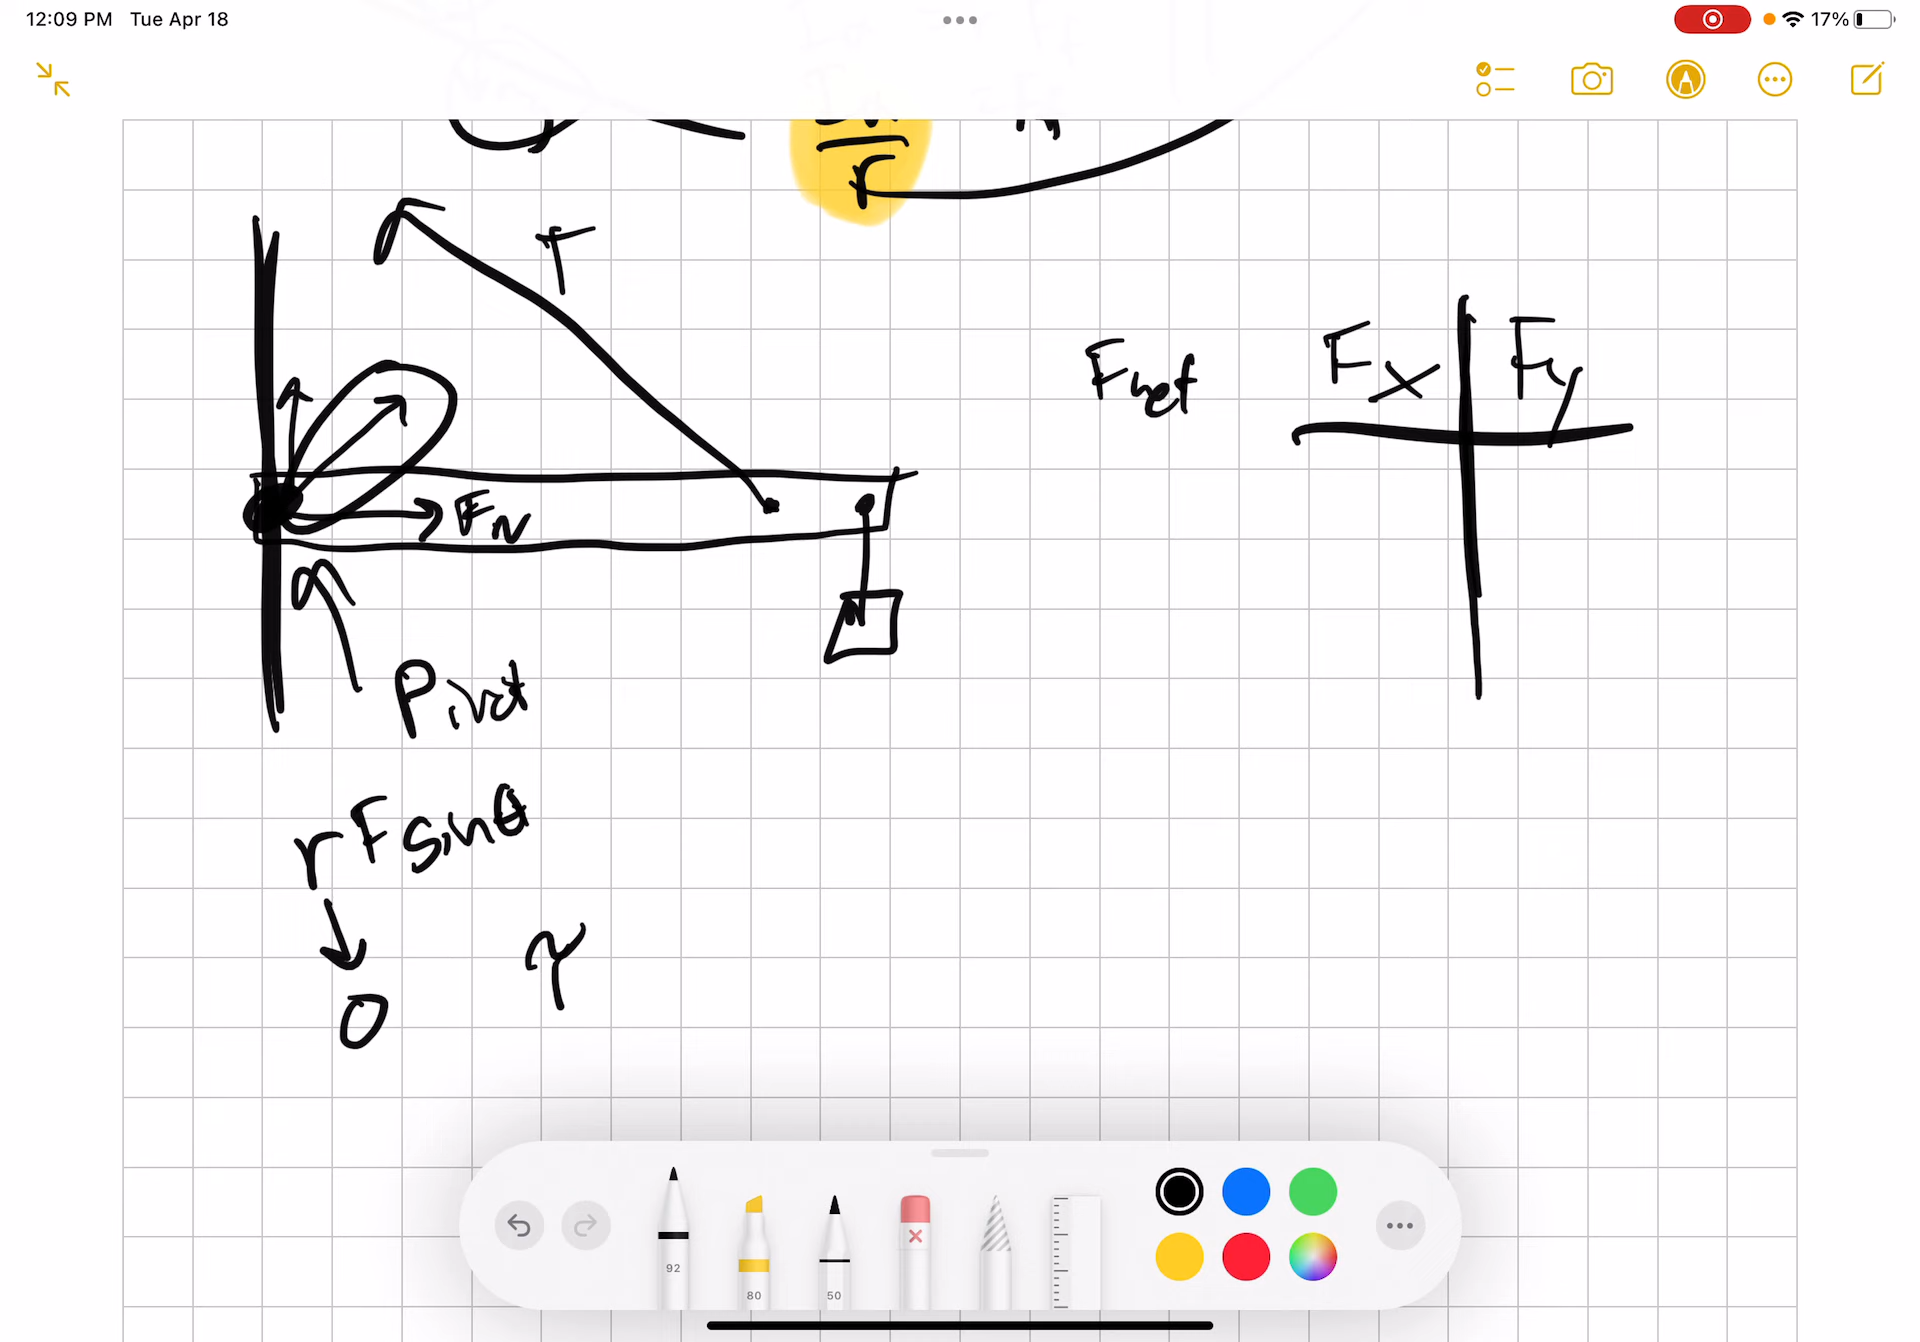 12:09 PM Tue Apr 18
17%
r
T
Fnet
Fx
Fy
FN
Pivot
rFsinθ
0
τ
92
80
50